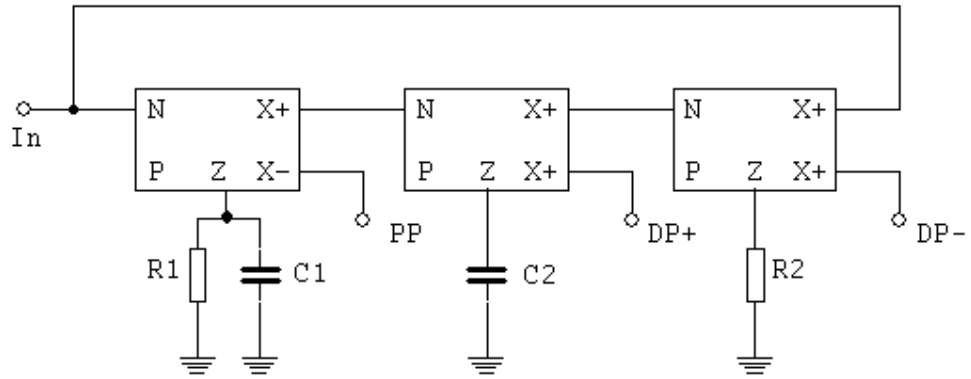 N X+ N X+ N X+
In
P Z X- P Z X+ P Z X+
PP DP+ DP-
R1 C1 C2 R2